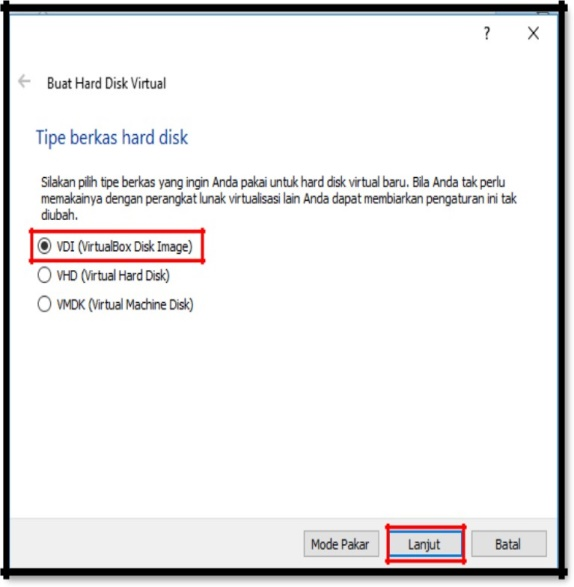 ?
Buat Hard Disk Virtual
Tipe berkas hard disk
Silakan pilih tipe berkas yang ingin Anda pakai untuk hard disk virtual baru. Bila Anda tak perlu
memakainya dengan perangkat lunak virtualisasi lain Anda dapat membiarkan pengaturan ini tak
diubah.
VDI (VirtualBox Disk Image)
VHD (Virtual Hard Disk)
VMDK (Virtual Machine Disk)
Mode Pakar Lanjut Batal